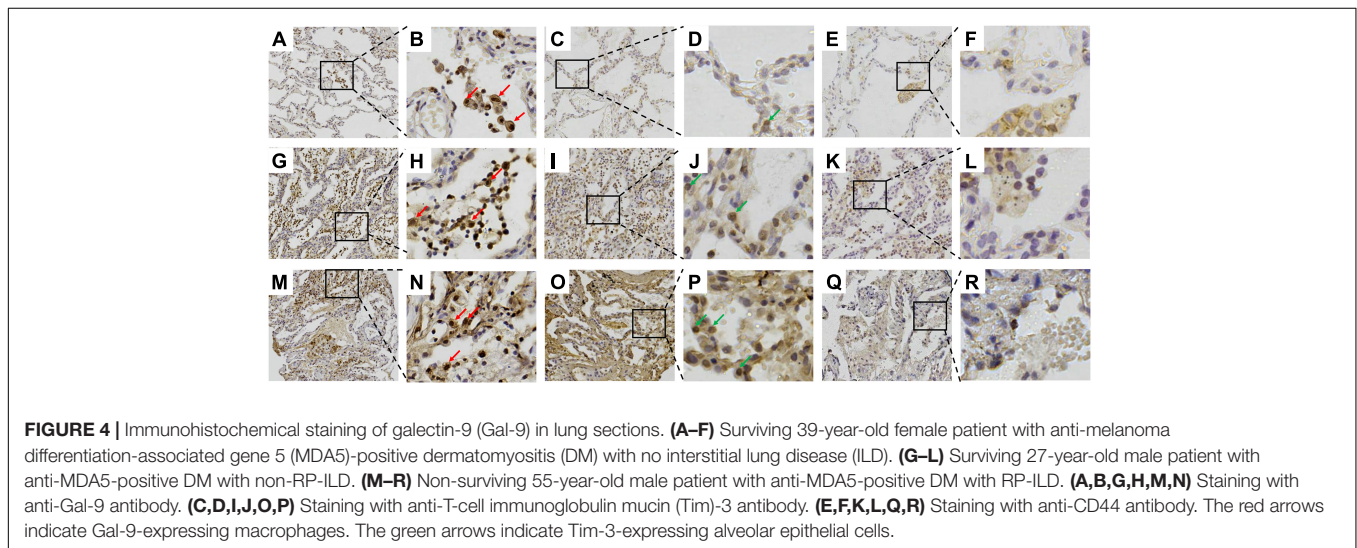 A B C D E F
G H I J K L
M N O P Q R
FIGURE 4 | Immunohistochemical staining of galectin-9 (Gal-9) in lung sections. (A–F) Surviving 39-year-old female patient with anti-melanoma
differentiation-associated gene 5 (MDA5)-positive dermatomyositis (DM) with no interstitial lung disease (ILD). (G–L) Surviving 27-year-old male patient with
anti-MDA5-positive DM with non-RP-ILD. (M–R) Non-surviving 55-year-old male patient with anti-MDA5-positive DM with RP-ILD. (A,B,G,H,M,N) Staining with
anti-Gal-9 antibody. (C,D,I,J,O,P) Staining with anti-T-cell immunoglobulin mucin (Tim)-3 antibody. (E,F,K,L,Q,R) Staining with anti-CD44 antibody. The red arrows
indicate Gal-9-expressing macrophages. The green arrows indicate Tim-3-expressing alveolar epithelial cells.